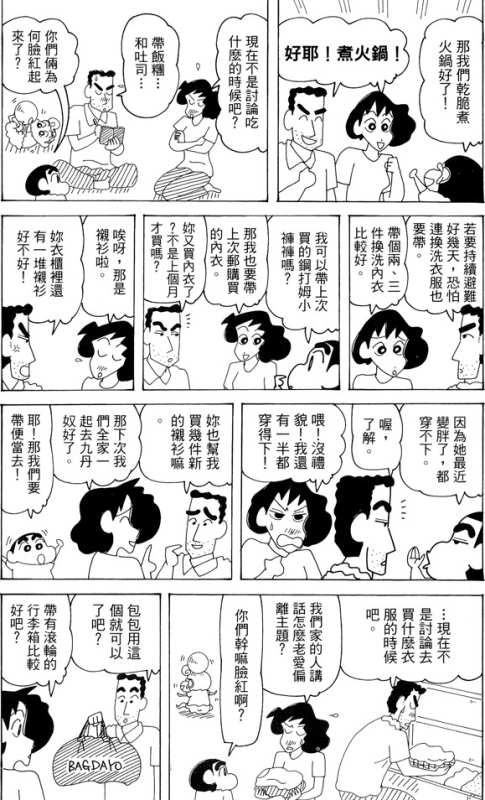 那我們乾脆煮
火鍋好了！
好耶！煮火鍋！
現在不是討論吃
什麼的時候吧？
帶飯糰…
和吐司…
你們倆為
何臉紅起
來了？
若要持續避難
好幾天，恐怕
連換洗衣服也
要帶。
帶個兩、三
件換洗內衣
比較好。
我可以帶上次
買的鋼打姆小
褲褲嗎？
那我也要帶
上次郵購買
的內衣。
妳又買內衣了
？不是上個月
才買嗎？
唉呀，那是
襯衫啦。
妳衣櫃裡還
有一堆襯衫
好不好！
因為她最近
變胖了，都
穿不下。
喔，
了解。
喂！沒禮
貌！我還
有一半都
穿得下！
妳也幫我
買幾件新
的襯衫嘛
。
那下次我
們全家一
起去九丹
奴好了。
耶！那我們要
帶便當去！
…現在不
是討論去
買什麼衣
服的時候
吧。
我們家的人講
話怎麼老愛偏
離主題？
你們幹嘛臉紅啊？
包包用這
個就可以
了吧？
BAGDAYO
帶有滾輪的
行李箱比較
好吧？